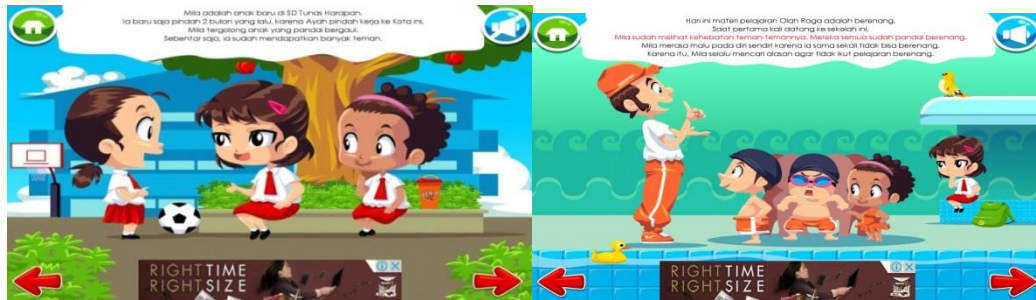 Mila adalah anak baru di SD Tunas Harapan.
Ia baru saja pindah 2 bulan yang lalu, karena Ayah pindah kerja ke Kota ini.
Mila tergolong anak yang pandai bergaul.
Sebentar saja, ia sudah mendapatkan banyak teman.
RIGHT TIME
RIGHT SIZE
Hari ini materi pelajaran Olah Raga adalah berenang.
Saat pertama kali datang ke sekolah ini,
Mila sudah melihat kehebatan teman-temannya. Mereka semua sudah pandai berenang.
Mila merasa malu pada diri sendiri karena ia sama sekali tidak bisa berenang.
Karena itu, Mila selalu mencari alasan agar tidak ikut pelajaran berenang.
RIGHT TIME
RIGHT SIZE